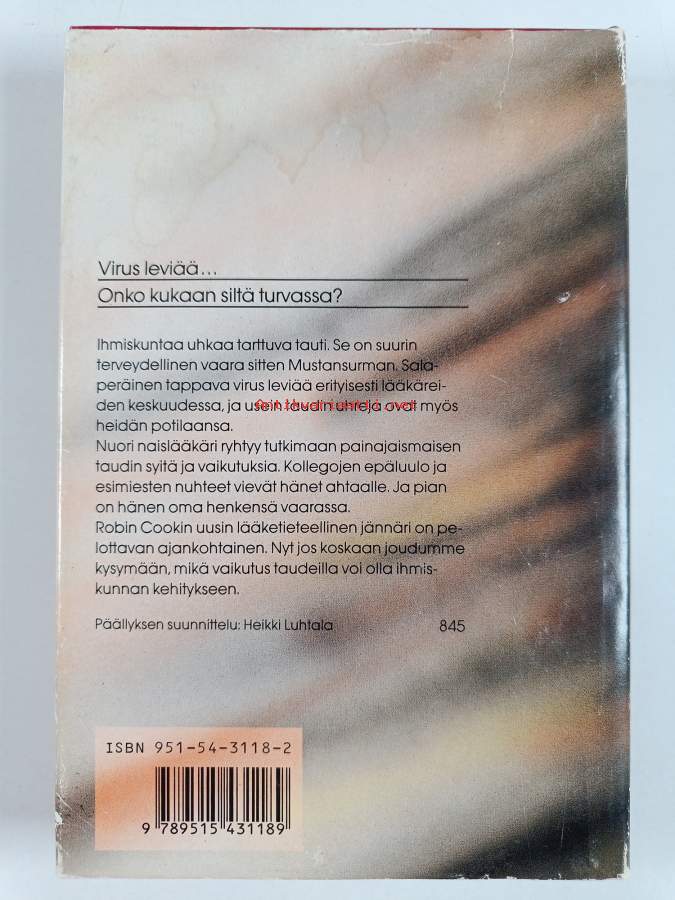 Virus leviää...
Onko kukaan siltä turvassa?
Ihmiskuntaa uhkaa tarttuva tauti. Se on suurin
terveydellinen vaara sitten Mustansurman. Sala-
peräinen tappava virus leviää erityisesti lääkärei-
den keskuudessa, ja usein taudin uhreja ovat myös
Antikvariaatti.net
heidän potilaansa.
Nuori naislääkäri ryhtyy tutkimaan painajaismaisen
taudin syitä ja vaikutuksia. Kollegojen epäluulo ja
esimiesten nuhteet vievät hänet ahtaalle. Ja pian
on hänen oma henkensä vaarassa.
Robin Cookin uusin lääketieteellinen jännäri on pe-
lottavan ajankohtainen. Nyt jos koskaan joudumme
kysymään, mikä vaikutus taudeilla voi olla ihmis-
kunnan kehitykseen.
Päällyksen suunnittelu: Heikki Luhtala 845
ISBN 951-54-3118-2
9 789515 431189